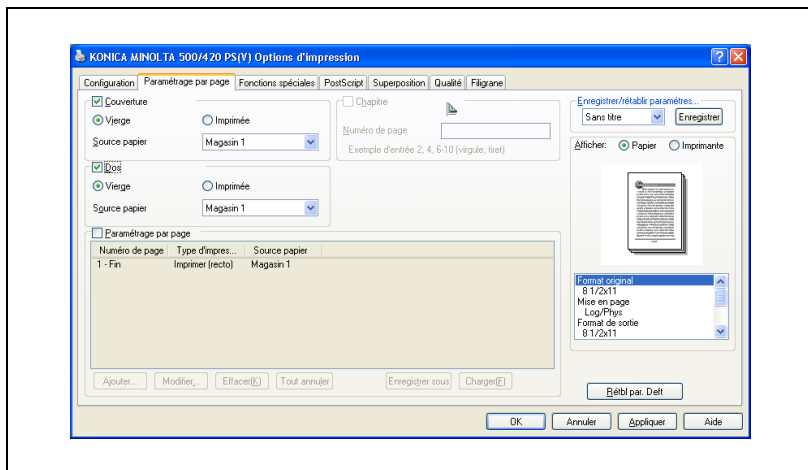 KONICA MINOLTA 500/420 PS(V) Options d'impression
Configuration Paramétrage par page Fonctions spéciales PostScript Superposition Qualité Filigrane
Couverture
Vierge Imprimée
Source papier Magasin 1
Dos
Vierge Imprimée
Source papier Magasin 1
Chapitre
Numéro de page
Exemple d'entrée 2, 4, 6-10 (virgule, tiret)
Paramétrage par page
Numéro de page Type d'impres... Source papier
1 - Fin Imprimer (recto) Magasin 1
Ajouter... Modifier... Effacer(K) Tout annuler Enregistrer sous Charger(F)
Enregistrer/rétablir paramètres...
Sans titre Enregistrer
Afficher: Papier Imprimante
Format original
8 1/2x11
Mise en page
Log/Phys
Format de sortie
8 1/2x11
Rétbl par. Deft
OK Annuler Appliquer Aide